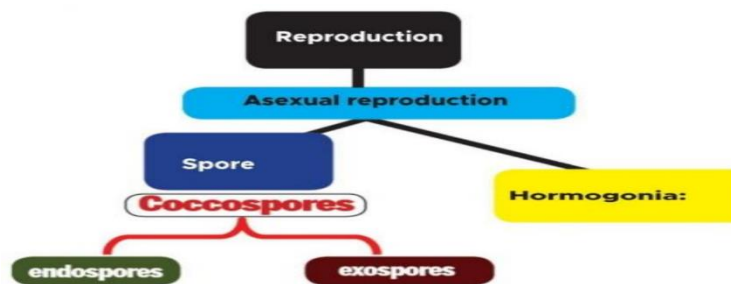 Reproduction
Asexual reproduction
Spore
Hormogonia:
Coccospores
endospores
exospores